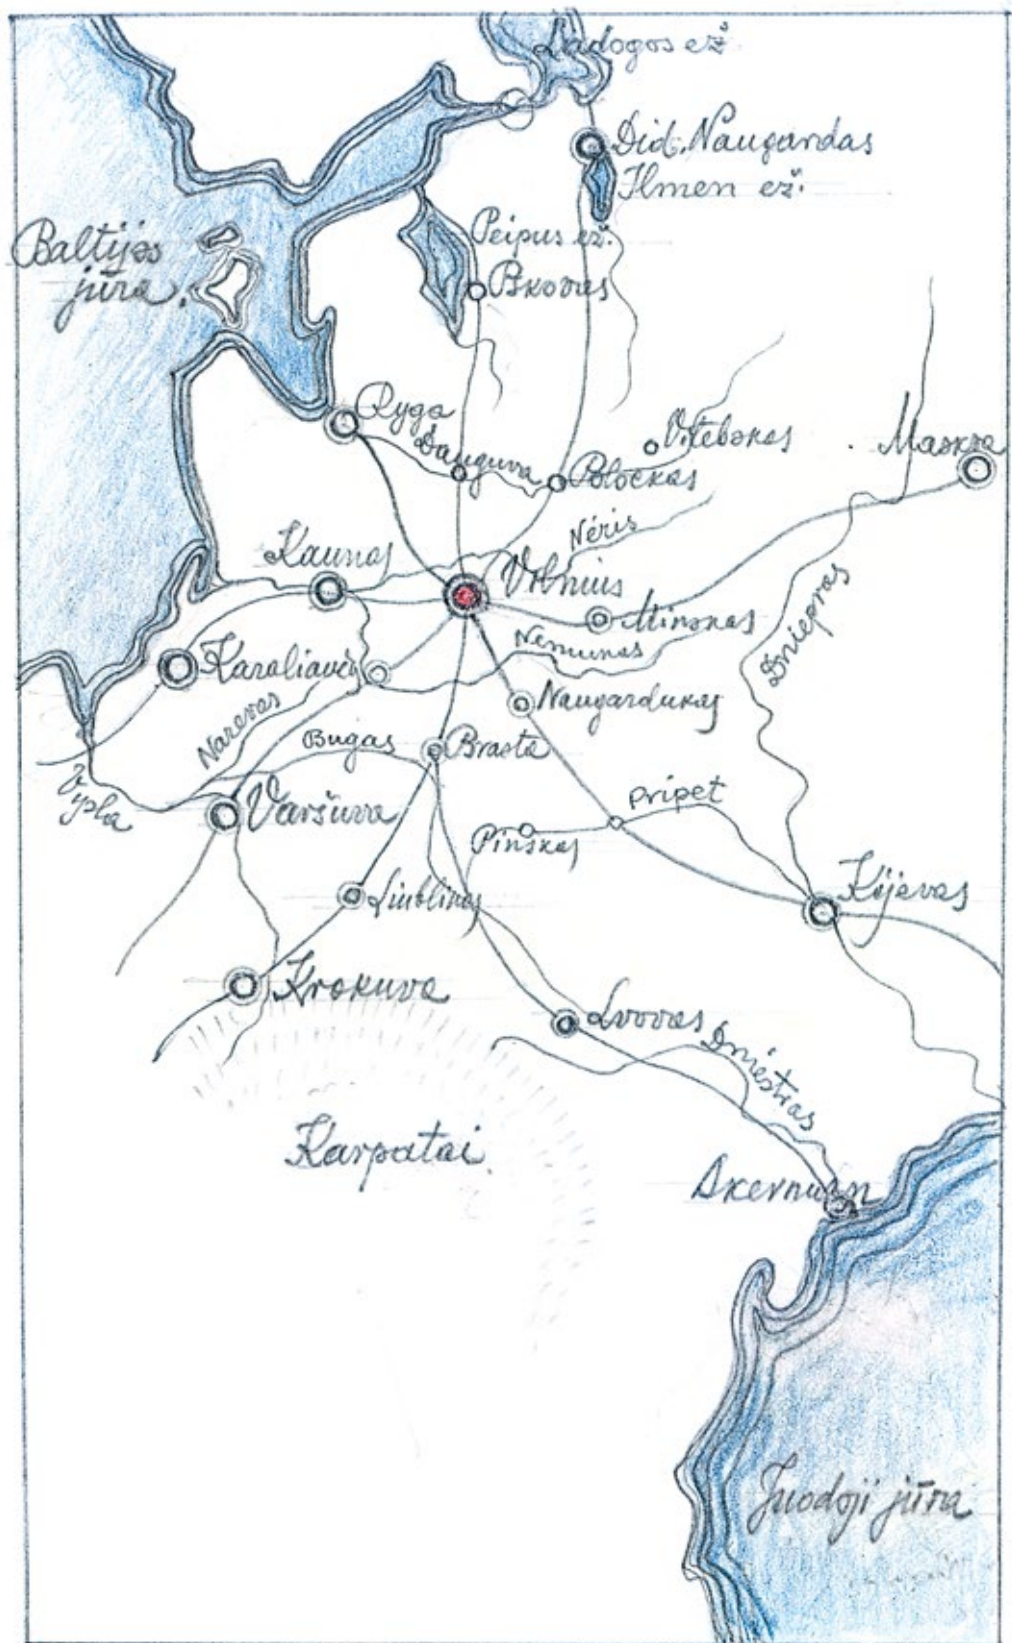 Ladogos ež.
Did. Naugardas
Ilmen ež.
Peipus ež.
Baltijos
jūra
Pskovas
Ryga
Dauguva
Vitebskas
Polockas
Maskva
Kaunas
Nėris
Vilnius
Minskas
Nemunas
Dniepras
Karaliaučius
Naugardukas
Narevas
Bugas
Brasta
Vysla
Varšuva
Pripet
Pinskas
Liublinas
Kijevas
Krokuva
Lvovas
Dniestras
Karpatai
Akerman
Juodoji jūra